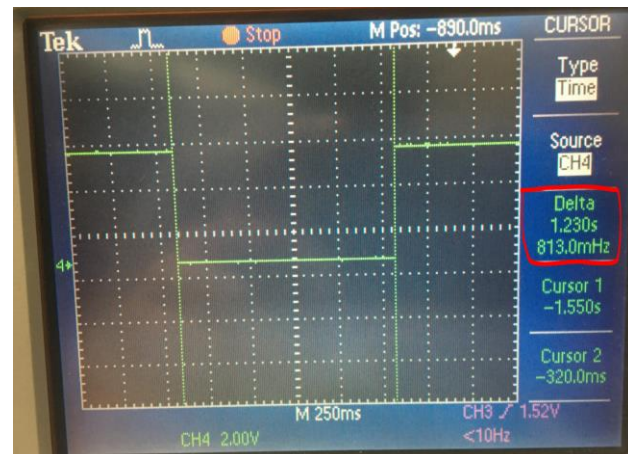 Tek
Stop
M Pos: -890.0ms
CURSOR
Type
Time
Source
CH4
Delta
1.230s
813.0mHz
4
Cursor 1
-1.550s
Cursor 2
-320.0ms
M 250ms
CH3 / 1.52V
CH4 2.00V
<10Hz